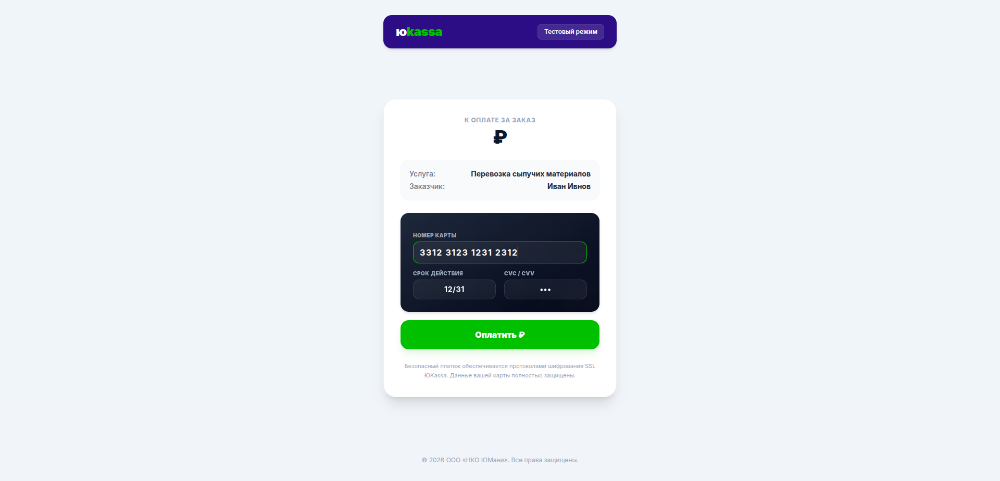 юkassa
Тестовый режим
К ОПЛАТЕ ЗА ЗАКАЗ
₽
Услуга: Перевозка сыпучих материалов
Заказчик: Иван Ивнов
НОМЕР КАРТЫ
3312 3123 1231 2312
СРОК ДЕЙСТВИЯ CVC / CVV
12/31 •••
Оплатить ₽
Безопасный платеж обеспечивается протоколами шифрования SSL
ЮKassa. Данные вашей карты полностью защищены.
© 2026 ООО «НКО ЮМани». Все права защищены.